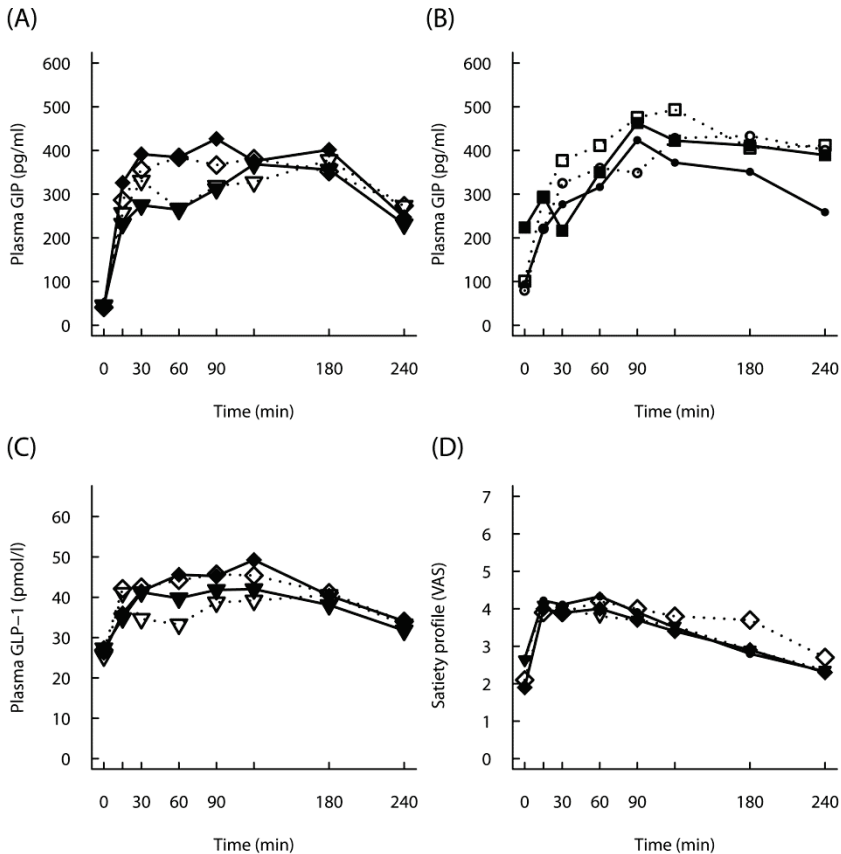 (A)
Plasma GIP (pg/ml)
600
500
400
300
200
100
0
0 30 60 90 180 240
Time (min)
(B)
Plasma GIP (pg/ml)
600
500
400
300
200
100
0
0 30 60 90 180 240
Time (min)
(C)
Plasma GLP−1 (pmol/l)
60
50
40
30
20
10
0
0 30 60 90 180 240
Time (min)
(D)
Satiety profile (VAS)
7
6
5
4
3
2
1
0
0 30 60 90 180 240
Time (min)